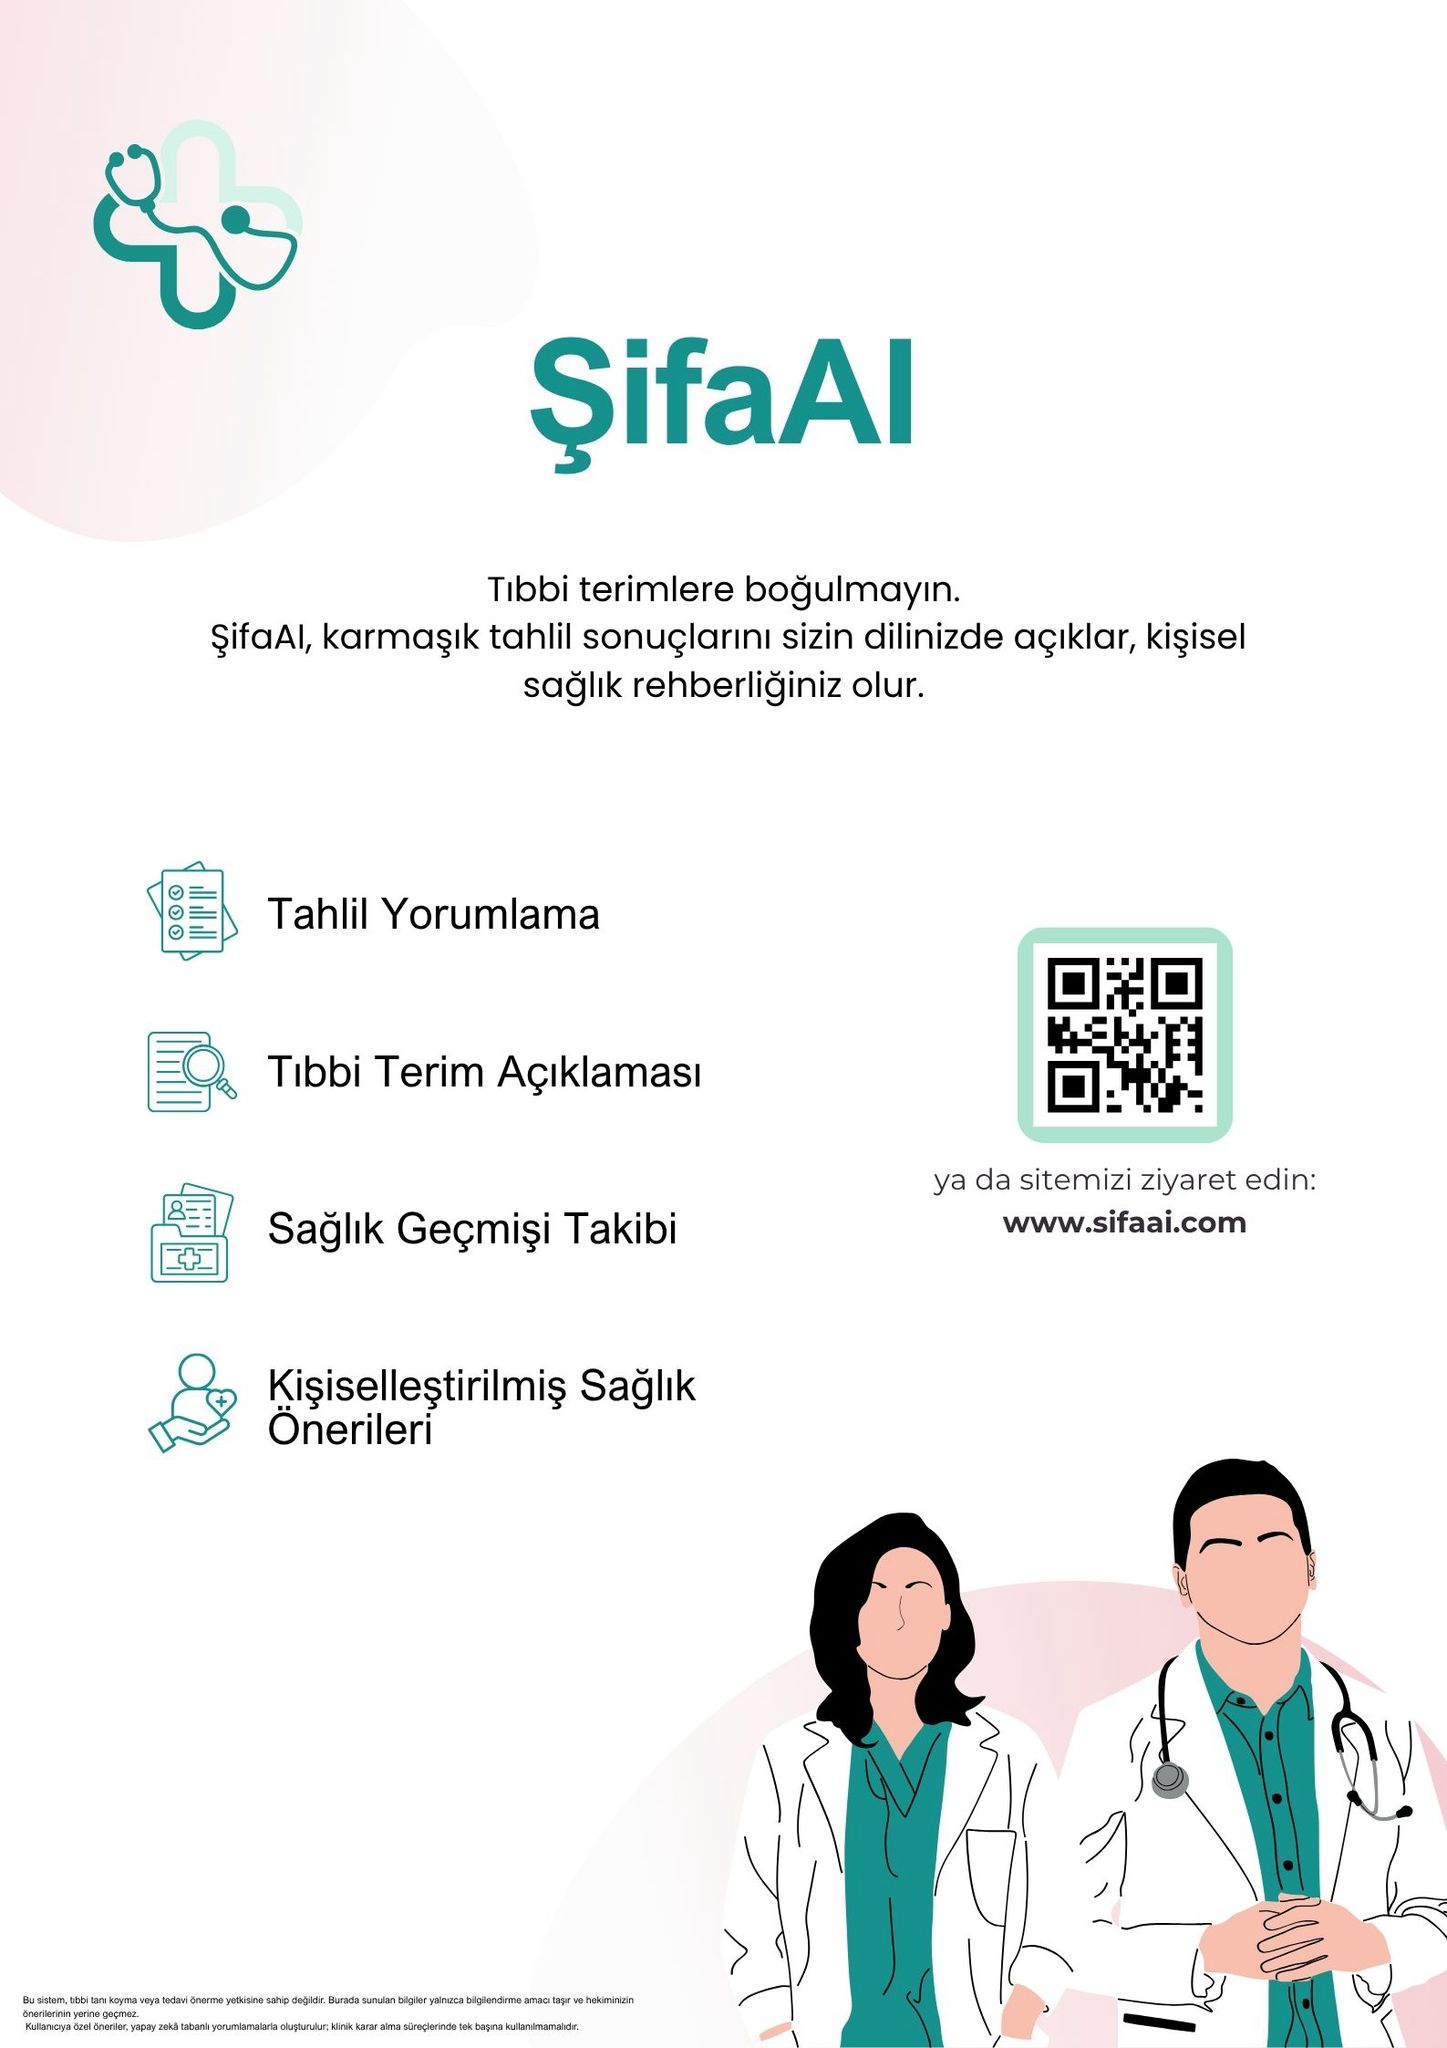 ŞifaAI
Tıbbi terimlere boğulmayın.
ŞifaAI, karmaşık tahlil sonuçlarını sizin dilinizde açıklar, kişisel
sağlık rehberliğiniz olur.
Tahlil Yorumlama
Tıbbi Terim Açıklaması
Sağlık Geçmişi Takibi
Kişiselleştirilmiş Sağlık
Önerileri
ya da sitemizi ziyaret edin:
www.sifaai.com
Bu sistem, tıbbi tanı koyma veya tedavi önerme yetkisine sahip değildir. Burada sunulan bilgiler yalnızca bilgilendirme amacı taşır ve hekiminizin
önerilerinin yerine geçmez.
Kullanıcıya özel öneriler, yapay zekâ tabanlı yorumlamalarla oluşturulur; klinik karar alma süreçlerinde tek başına kullanılmamalıdır.